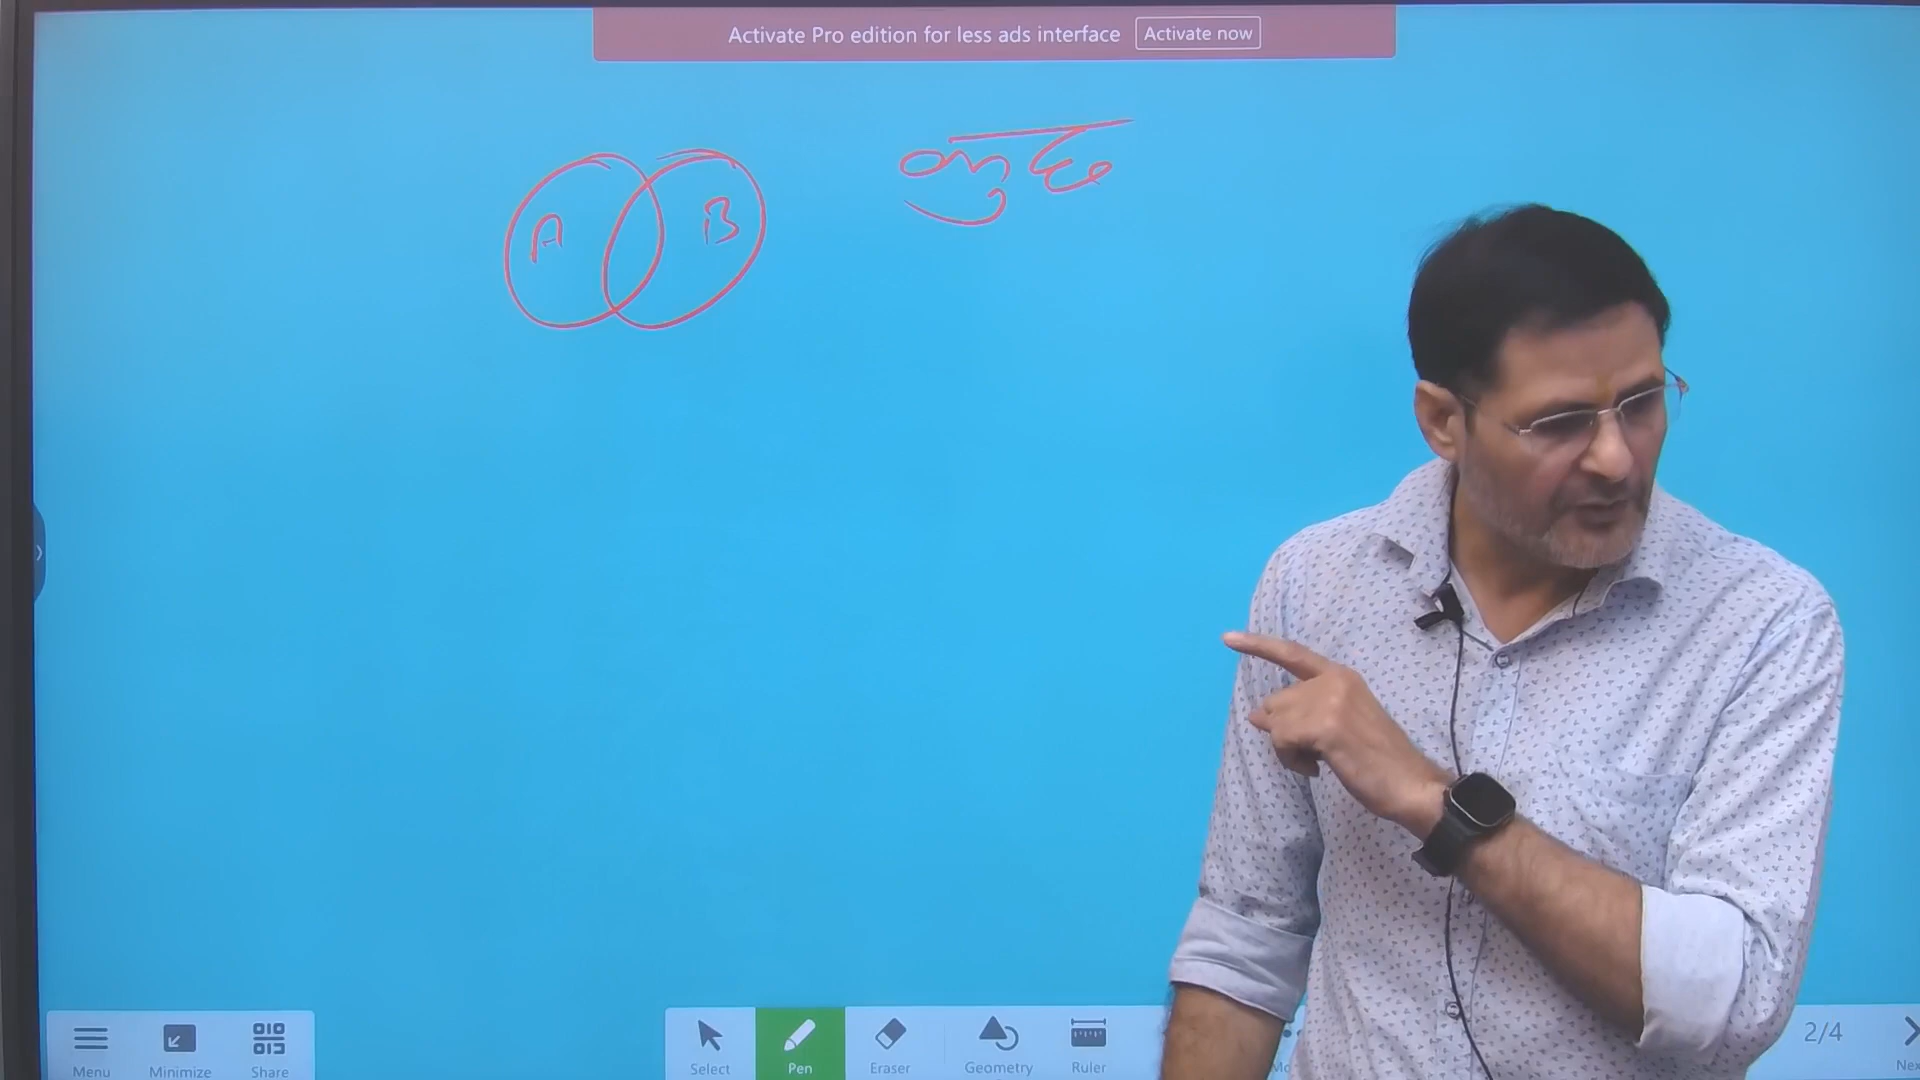 Activate Pro edition for less ads interface Activate now
A B
Menu Minimize Share Select Pen Eraser Geometry Ruler 2/4